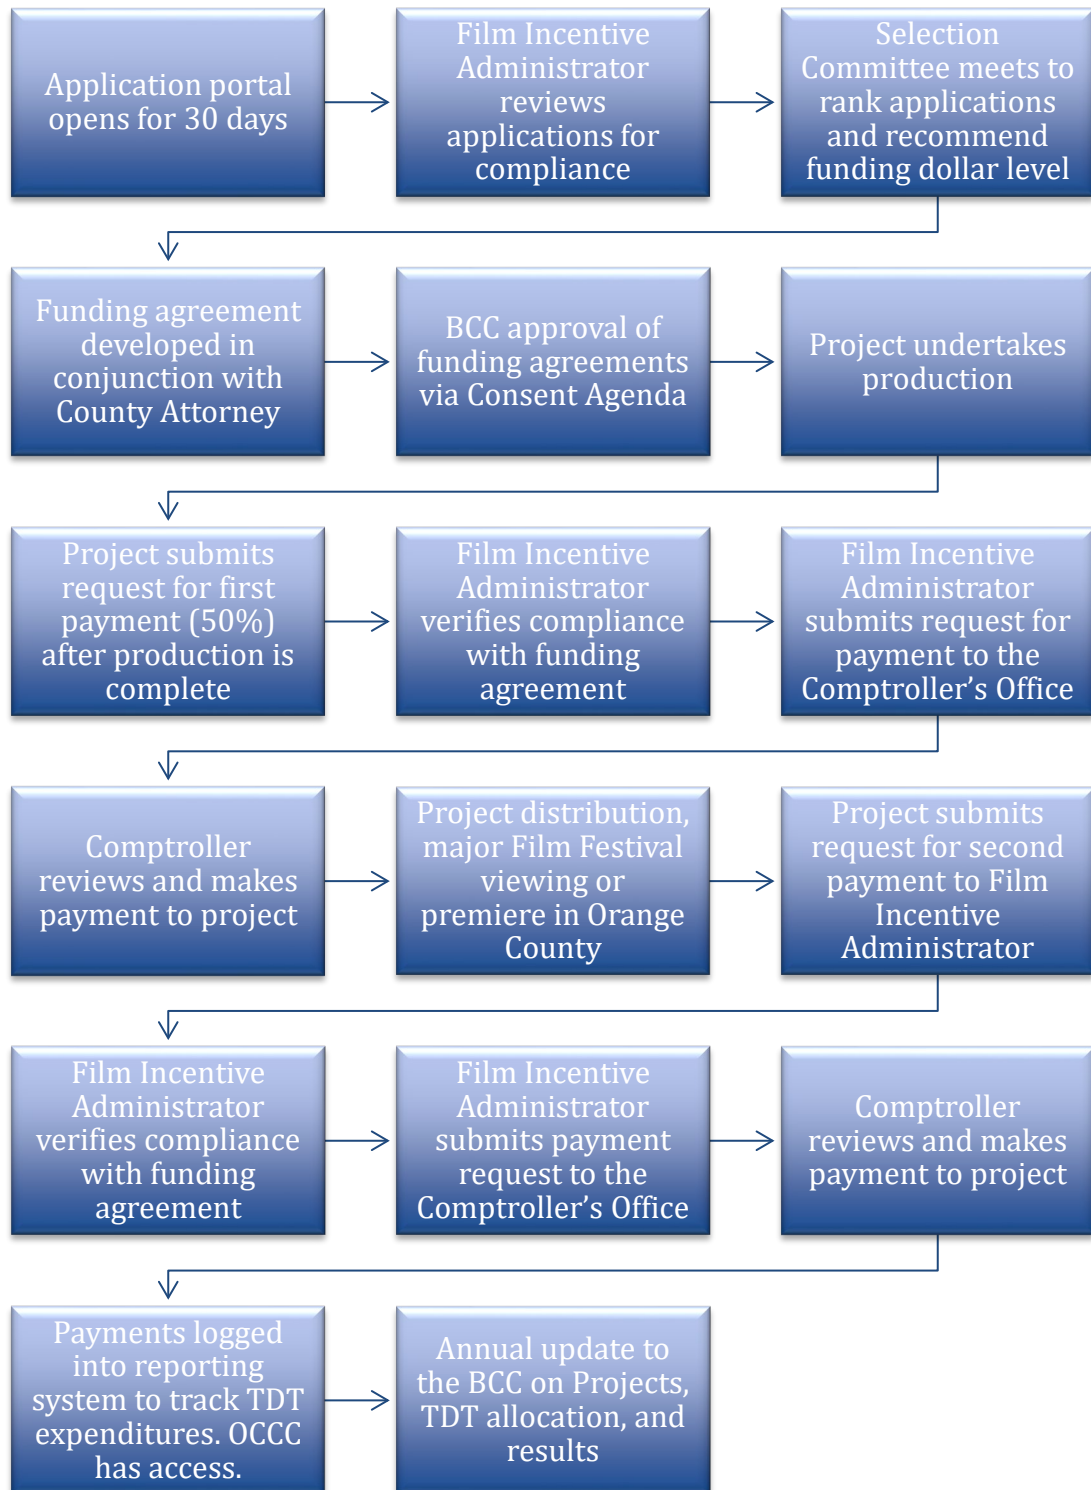 Application portal
opens for 30 days
Film Incentive
Administrator
reviews
applications for
compliance
Selection
Committee meets to
rank applications
and recommend
funding dollar level
Funding agreement
developed in
conjunction with
County Attorney
BCC approval of
funding agreements
via Consent Agenda
Project undertakes
production
Project submits
request for first
payment (50%)
after production is
complete
Film Incentive
Administrator
verifies compliance
with funding
agreement
Film Incentive
Administrator
submits request for
payment to the
Comptroller’s Office
Comptroller
reviews and makes
payment to project
Project distribution,
major Film Festival
viewing or
premiere in Orange
County
Project submits
request for second
payment to Film
Incentive
Administrator
Film Incentive
Administrator
verifies compliance
with funding
agreement
Film Incentive
Administrator
submits payment
request to the
Comptroller’s Office
Comptroller
reviews and makes
payment to project
Payments logged
into reporting
system to track TDT
expenditures. OCCC
has access.
Annual update to
the BCC on Projects,
TDT allocation, and
results